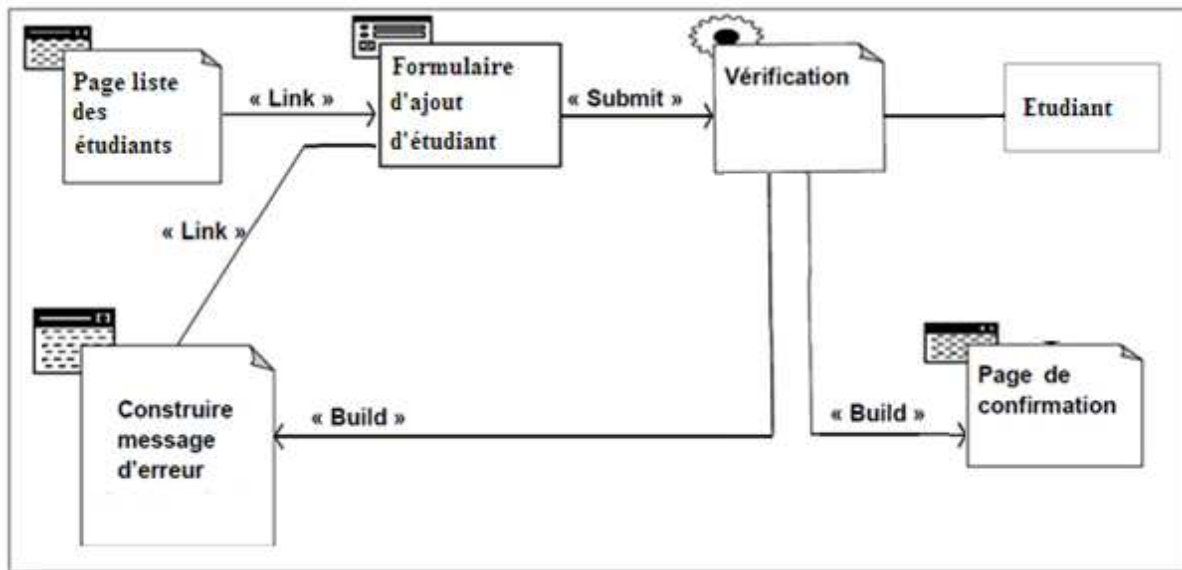 Page liste
des
étudiants
« Link »
Formulaire
d'ajout
d'étudiant
« Submit »
Vérification
Etudiant
« Link »
Construire
message
d'erreur
« Build »
« Build »
Page de
confirmation